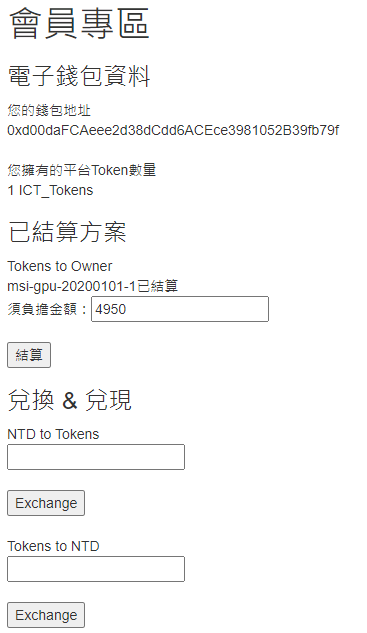 會員專區
電子錢包資料
您的錢包地址
0xd00daFCAeee2d38dCdd6ACEce3981052B39fb79f
您擁有的平台Token數量
1 ICT_Tokens
已結算方案
Tokens to Owner
msi-gpu-20200101-1已結算
須負擔金額：4950
結算
兌換 & 兌現
NTD to Tokens
Exchange
Tokens to NTD
Exchange